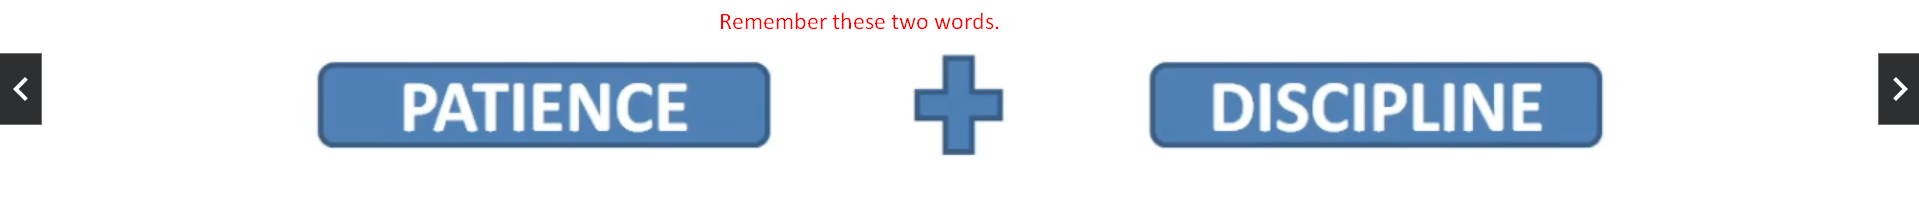 Remember these two words.
PATIENCE DISCIPLINE